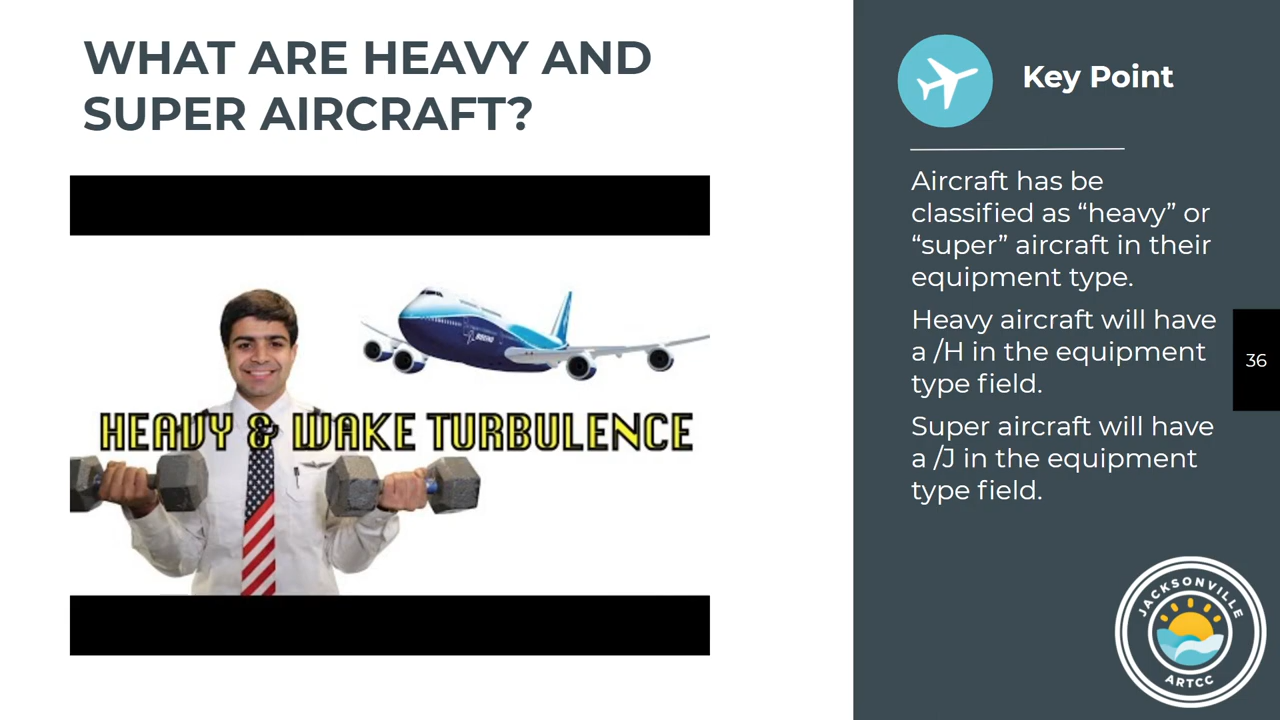 WHAT ARE HEAVY AND
SUPER AIRCRAFT?
HEAVY & WAKE TURBULENCE
BOEING
Key Point
Aircraft has be
classified as “heavy” or
“super” aircraft in their
equipment type.
Heavy aircraft will have
a /H in the equipment
type field.
Super aircraft will have
a /J in the equipment
type field.
36
JACKSONVILLE
ARTCC